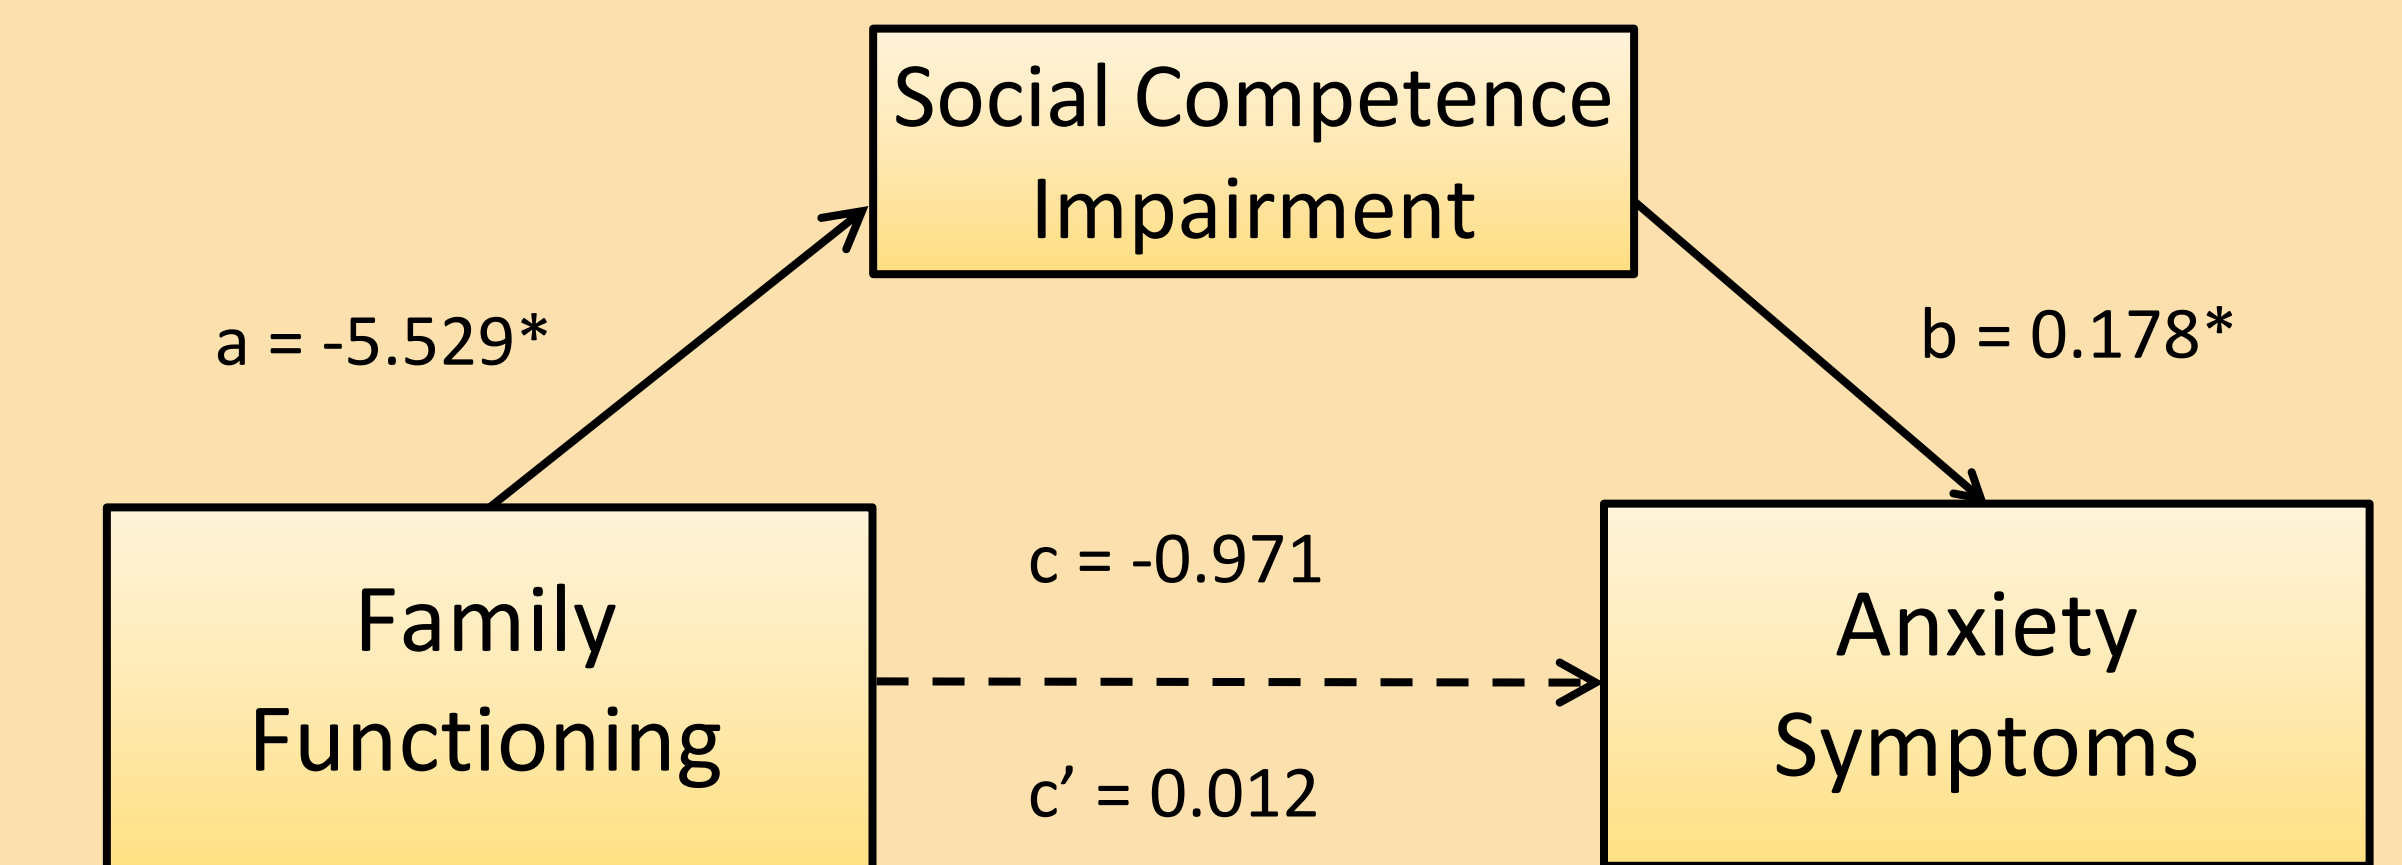 Social Competence
Impairment
a = -5.529*
b = 0.178*
c = -0.971
Family
Functioning
Anxiety
Symptoms
c’ = 0.012